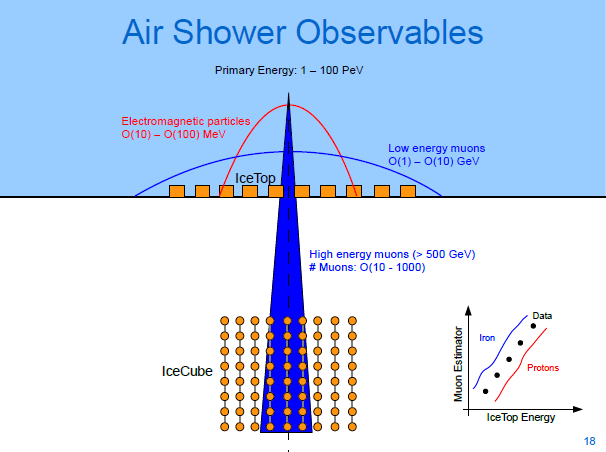 Air Shower Observables
Primary Energy: 1 – 100 PeV
Electromagnetic particles
O(10) – O(100) MeV
Low energy muons
O(1) – O(10) GeV
IceTop
High energy muons (> 500 GeV)
# Muons: O(10 - 1000)
IceCube
Muon Estimator
Data
Iron
Protons
IceTop Energy
18